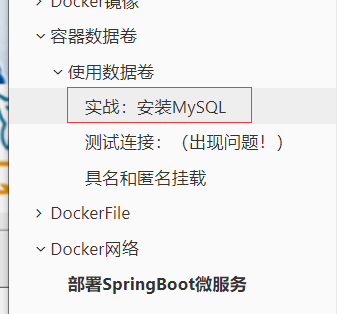 Docker镜像
容器数据卷
使用数据卷
实战：安装MySQL
测试连接：（出现问题！）
具名和匿名挂载
DockerFile
Docker网络
部署SpringBoot微服务